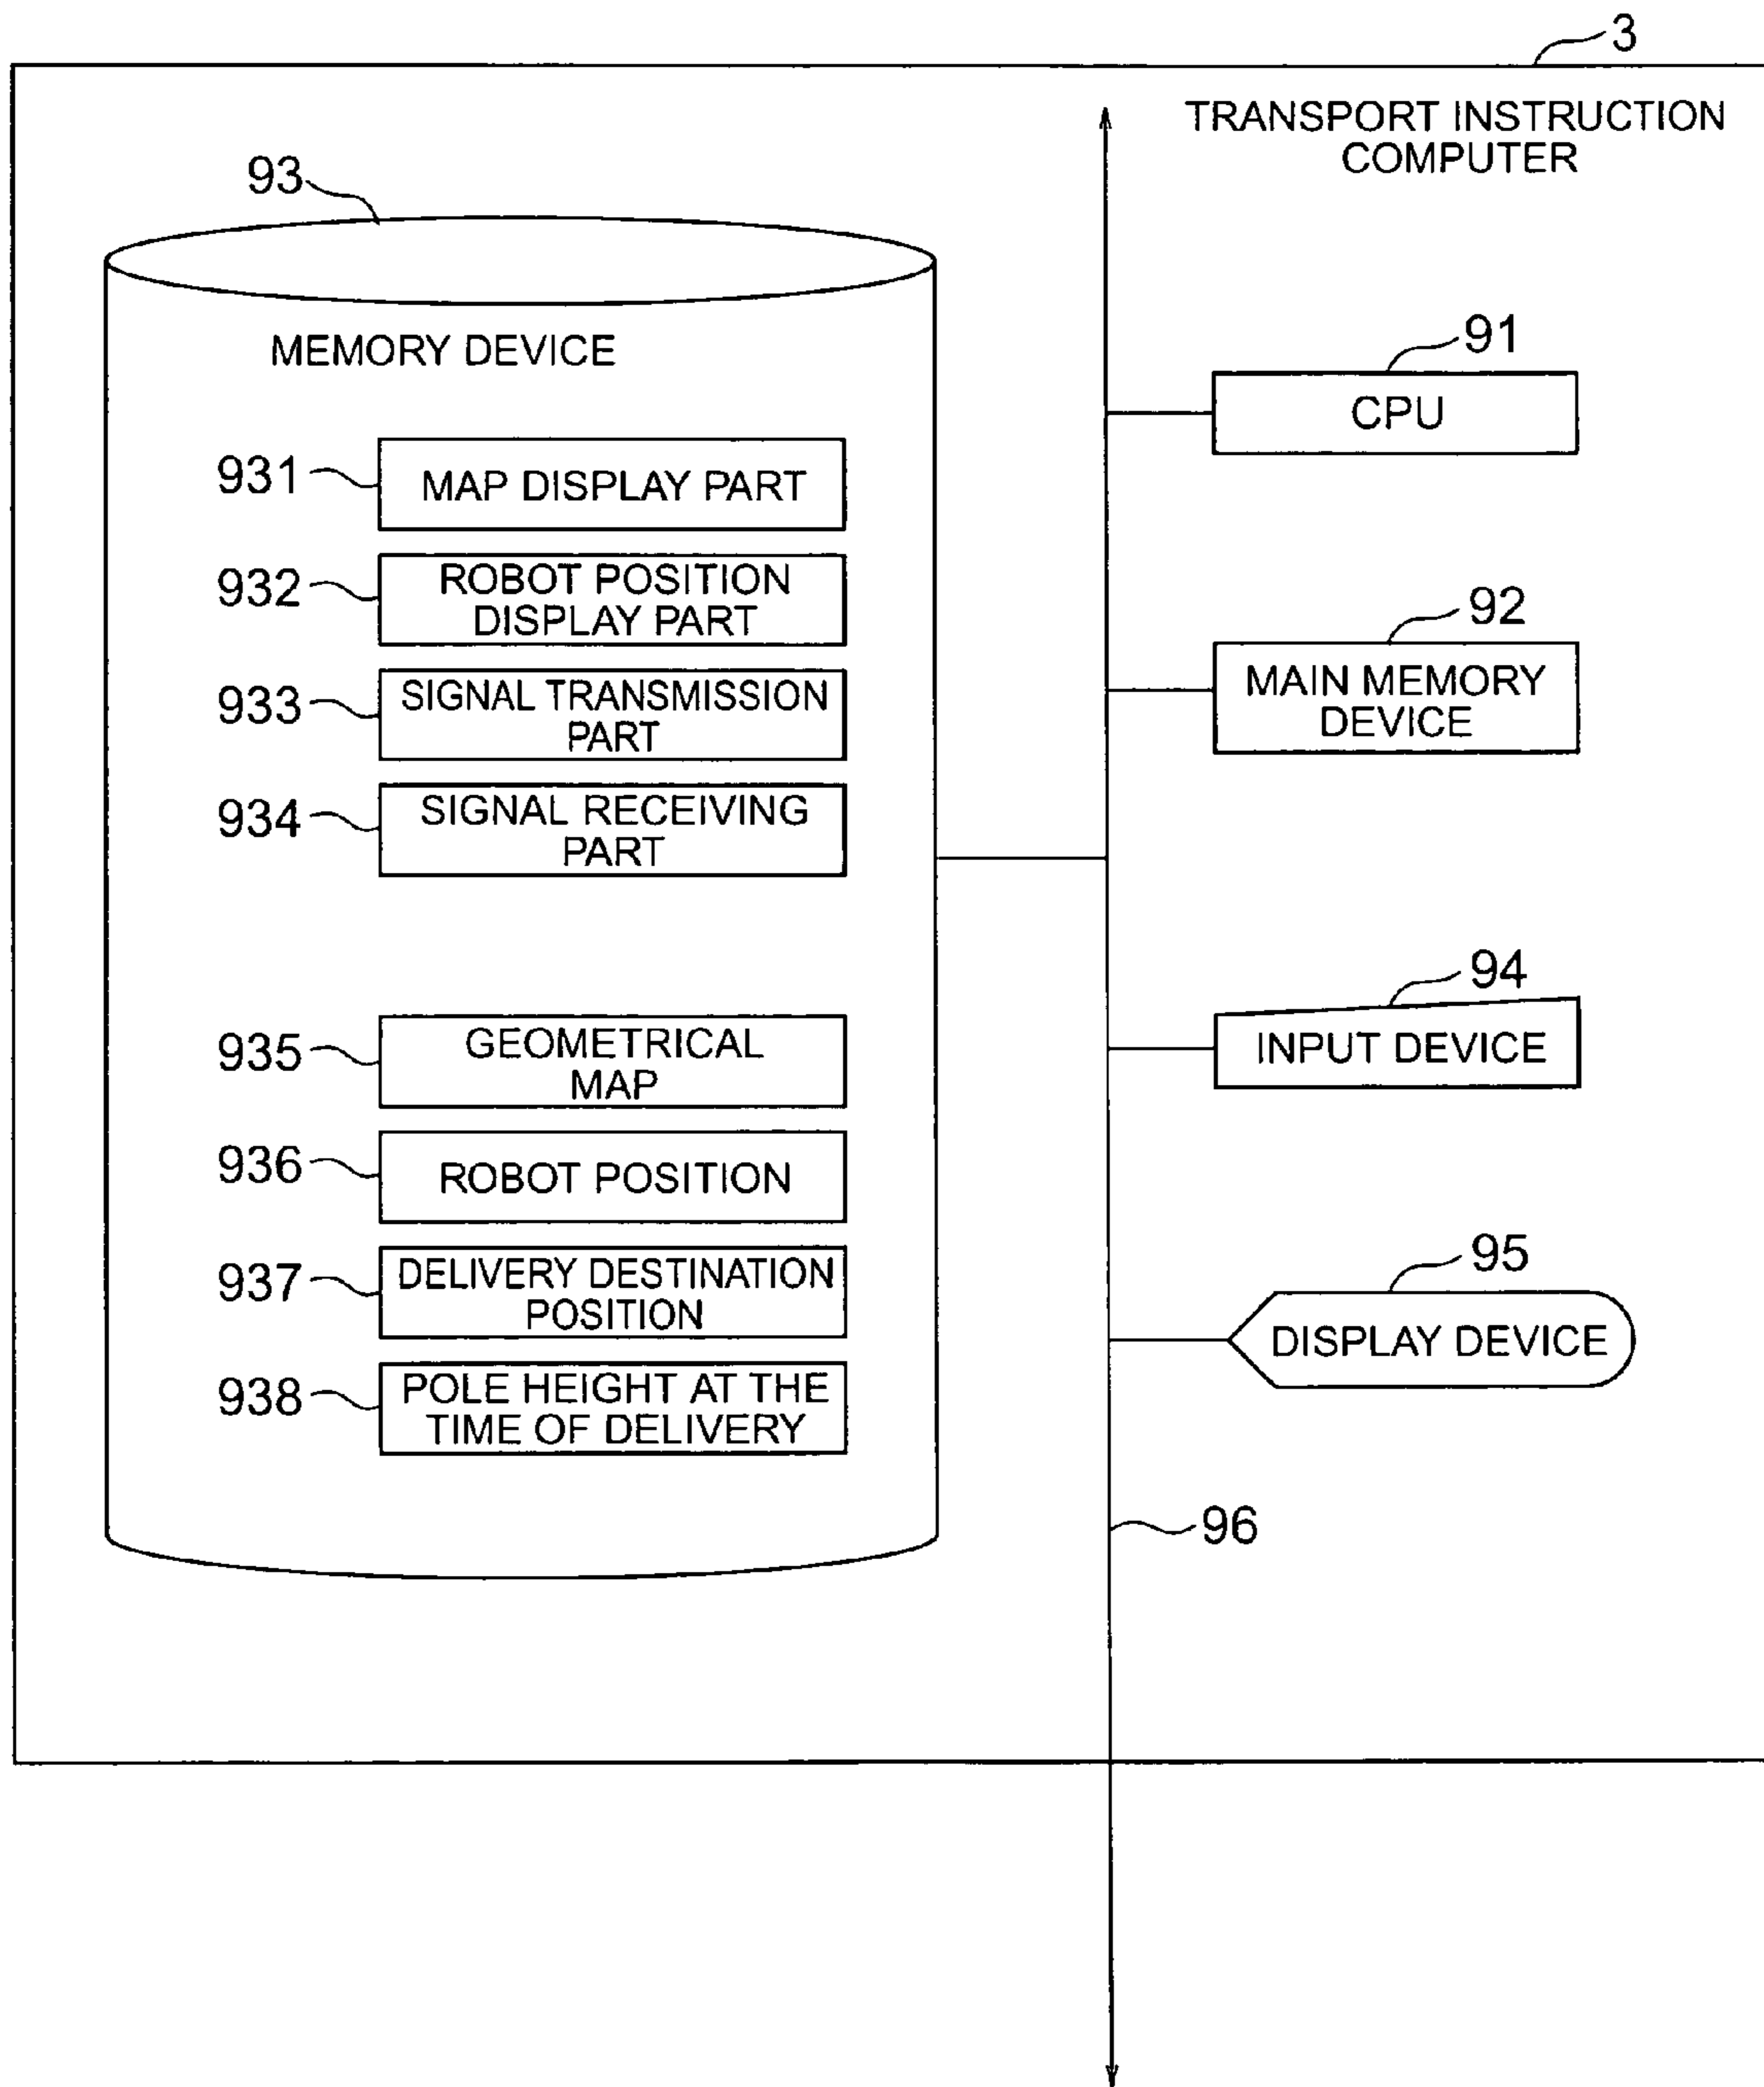 3
TRANSPORT INSTRUCTION
COMPUTER
93
MEMORY DEVICE
931
MAP DISPLAY PART
932
ROBOT POSITION
DISPLAY PART
933
SIGNAL TRANSMISSION
PART
934
SIGNAL RECEIVING
PART
935
GEOMETRICAL
MAP
936
ROBOT POSITION
937
DELIVERY DESTINATION
POSITION
938
POLE HEIGHT AT THE
TIME OF DELIVERY
91
CPU
92
MAIN MEMORY
DEVICE
94
INPUT DEVICE
95
DISPLAY DEVICE
96